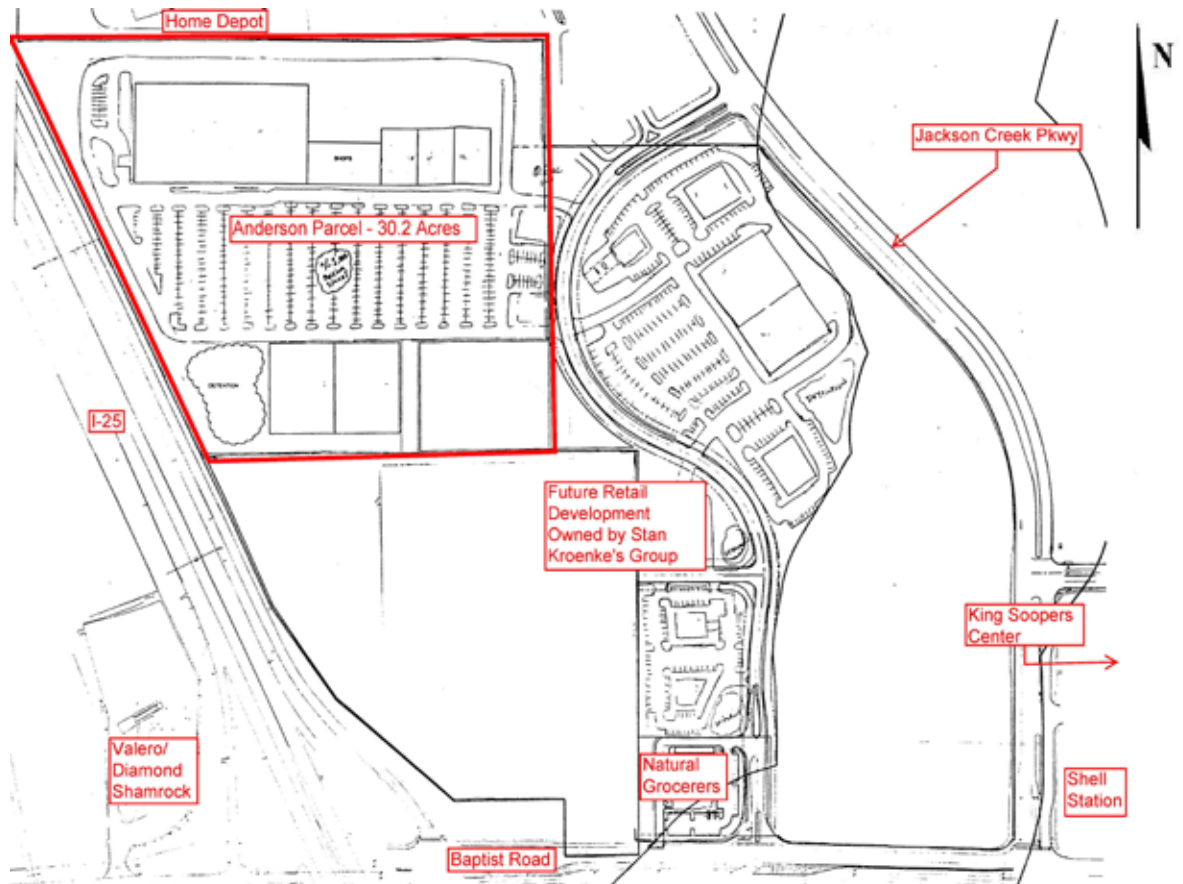 Home Depot
N
Jackson Creek Pkwy
SHOPS
Anderson Parcel - 30.2 Acres
DETENTION
I-25
Future Retail
Development
Owned by Stan
Kroenke's Group
King Soopers
Center
Valero/
Diamond
Shamrock
Natural
Grocerers
Shell
Station
Baptist Road